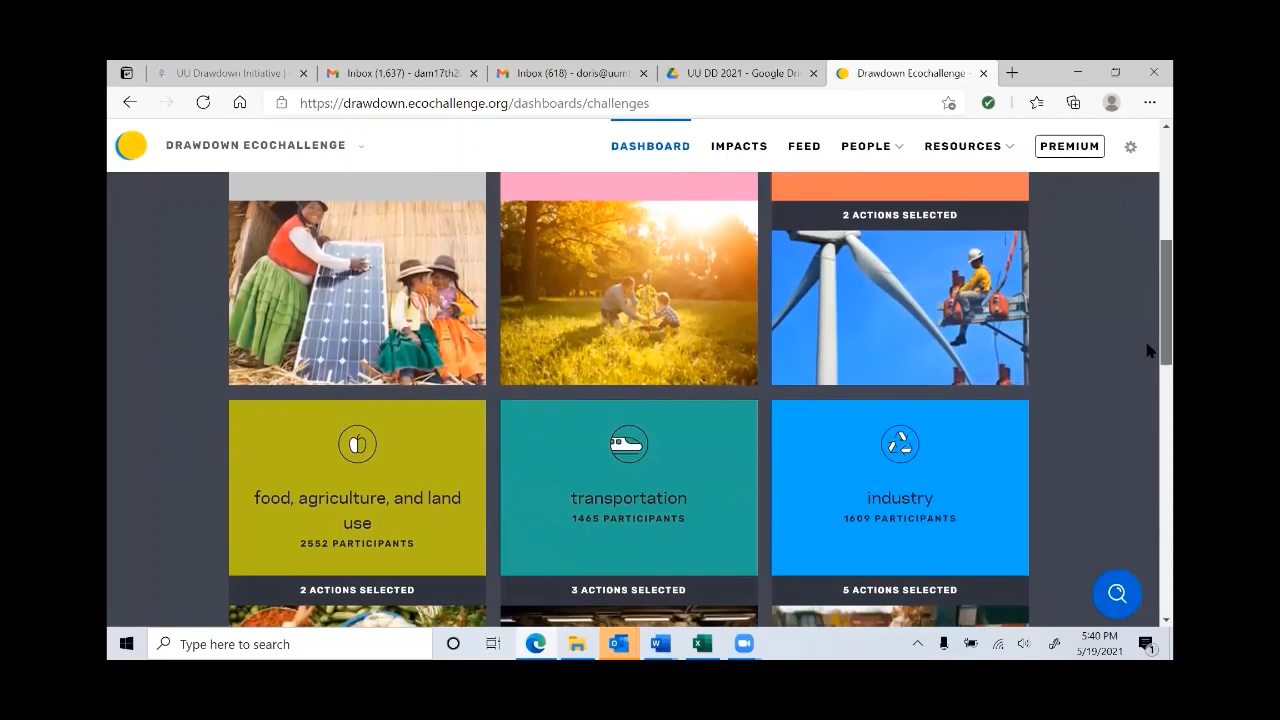 UU Drawdown Initiative |
Inbox (1,637) - dam17th2
Inbox (618) - doris@uum
UU DD 2021 - Google Dri
Drawdown Ecochallenge -
https://drawdown.ecochallenge.org/dashboards/challenges
DRAWDOWN ECOCHALLENGE
DASHBOARD
IMPACTS
FEED
PEOPLE
RESOURCES
PREMIUM
2 ACTIONS SELECTED
food, agriculture, and land
use
2552 PARTICIPANTS
transportation
1465 PARTICIPANTS
industry
1609 PARTICIPANTS
2 ACTIONS SELECTED
3 ACTIONS SELECTED
5 ACTIONS SELECTED
Type here to search
5:40 PM
5/19/2021
1